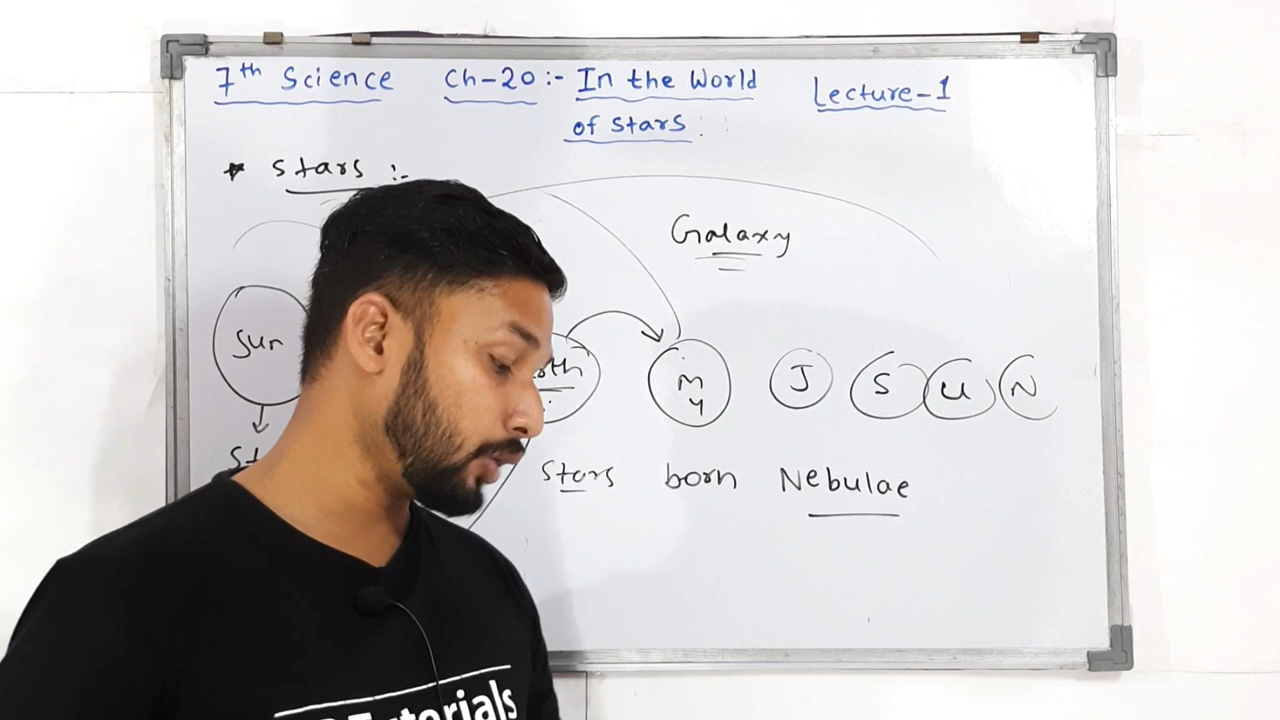 7th Science Ch-20:- In the World of Stars Lecture-1
* Stars :-
Galaxy
Sun
M
J S U N
Stars born Nebulae